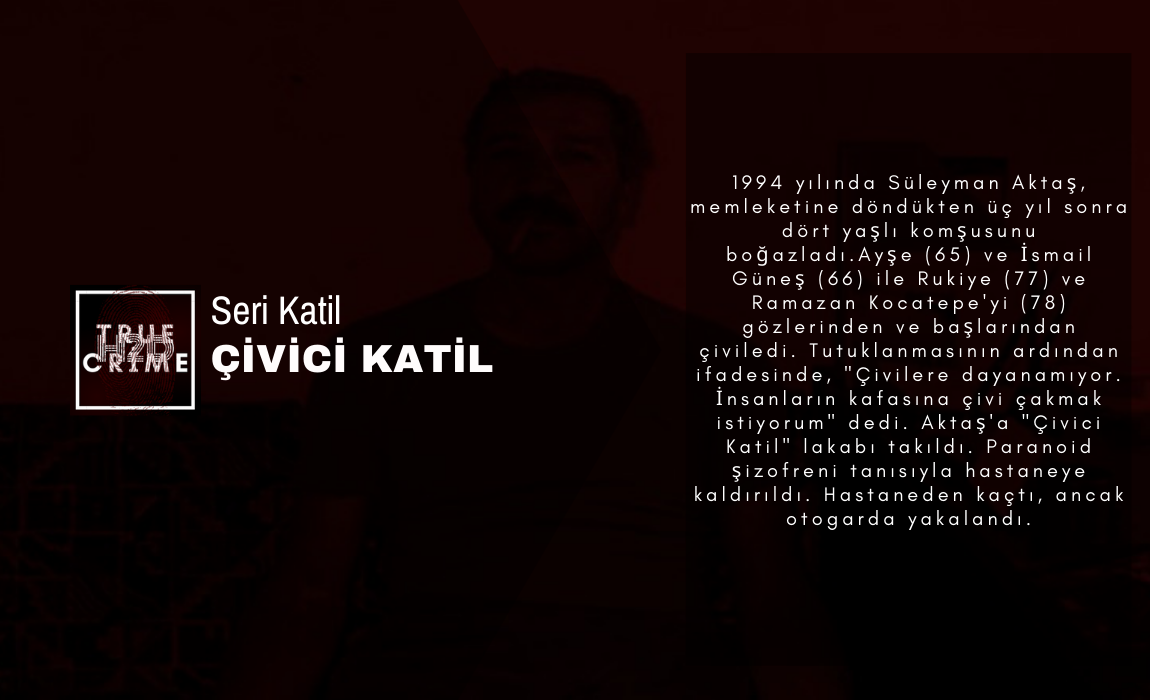 TRUE
H2D
CRIME
Seri Katil
ÇİVİCİ KATİL
1994 yılında Süleyman Aktaş,
memleketine döndükten üç yıl sonra
dört yaşlı komşusunu
boğazladı.Ayşe (65) ve İsmail
Güneş (66) ile Rukiye (77) ve
Ramazan Kocatepe'yi (78)
gözlerinden ve başlarından
çiviledi. Tutuklanmasının ardından
ifadesinde, "Çivilere dayanamıyor.
İnsanların kafasına çivi çakmak
istiyorum" dedi. Aktaş'a "Çivici
Katil" lakabı takıldı. Paranoid
şizofreni tanısıyla hastaneye
kaldırıldı. Hastaneden kaçtı, ancak
otogarda yakalandı.